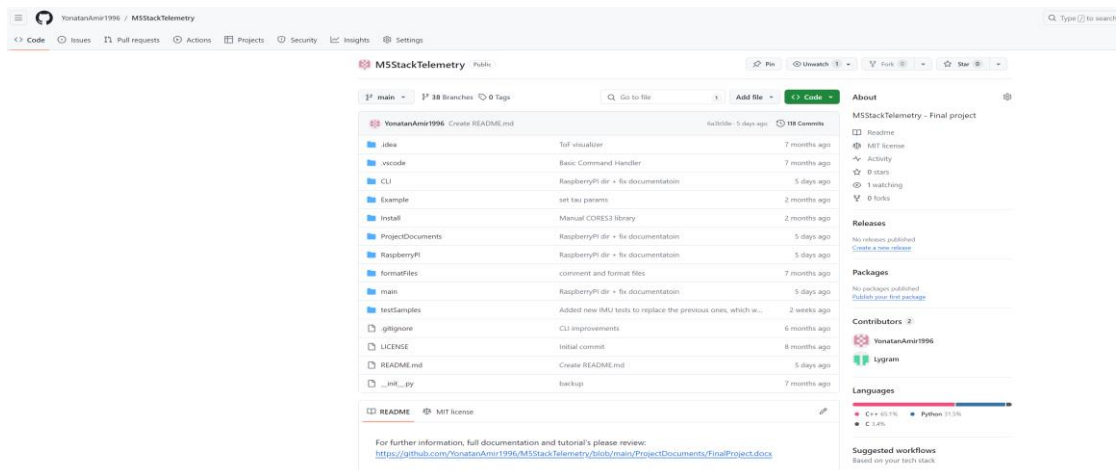 YonatanAmir1996 / M5StackTelemetry
Type / to search
Code Issues Pull requests Actions Projects Security Insights Settings
M5StackTelemetry Public
Pin Unwatch 1 Fork 0 Star 0
main 38 Branches 0 Tags Go to file t Add file Code
YonatanAmir1996 Create README.md 5 days ago 118 Commits
.idea ToF visualizer 7 months ago
.vscode Basic Command Handler 7 months ago
CLI RaspberryPI dir + fix documentatoin 5 days ago
Example set tau params 2 months ago
Install Manual CORES3 library 2 months ago
ProjectDocuments RaspberryPI dir + fix documentatoin 5 days ago
RaspberryPI RaspberryPI dir + fix documentatoin 5 days ago
formatFiles comment and format files 7 months ago
main RaspberryPI dir + fix documentatoin 5 days ago
testSamples Added new IMU tests to replace the previous ones, which w... 2 weeks ago
.gitignore CLI improvements 6 months ago
LICENSE Initial commit 8 months ago
README.md Create README.md 5 days ago
__init__.py backup 7 months ago
README MIT license
For further information, full documentation and tutorial's please review:
https://github.com/YonatanAmir1996/M5StackTelemetry/blob/main/ProjectDocuments/FinalProject.docx
About
M5StackTelemetry - Final project
Readme
MIT license
Activity
0 stars
1 watching
0 forks
Releases
No releases published
Create a new release
Packages
No packages published
Publish your first package
Contributors 2
YonatanAmir1996
Lygram
Languages
C++ 65.1% Python 31.5%
C 3.4%
Suggested workflows
Based on your tech stack